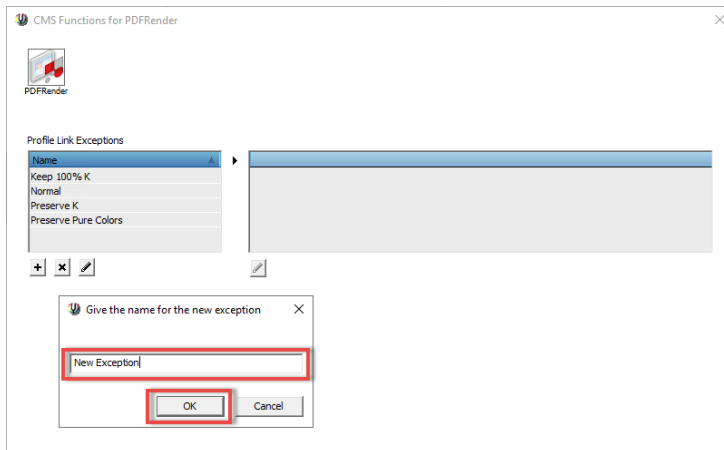 CMS Functions for PDFRender
PDFRender
Profile Link Exceptions
Name
Keep 100% K
Normal
Preserve K
Preserve Pure Colors
Give the name for the new exception
New Exception
OK Cancel